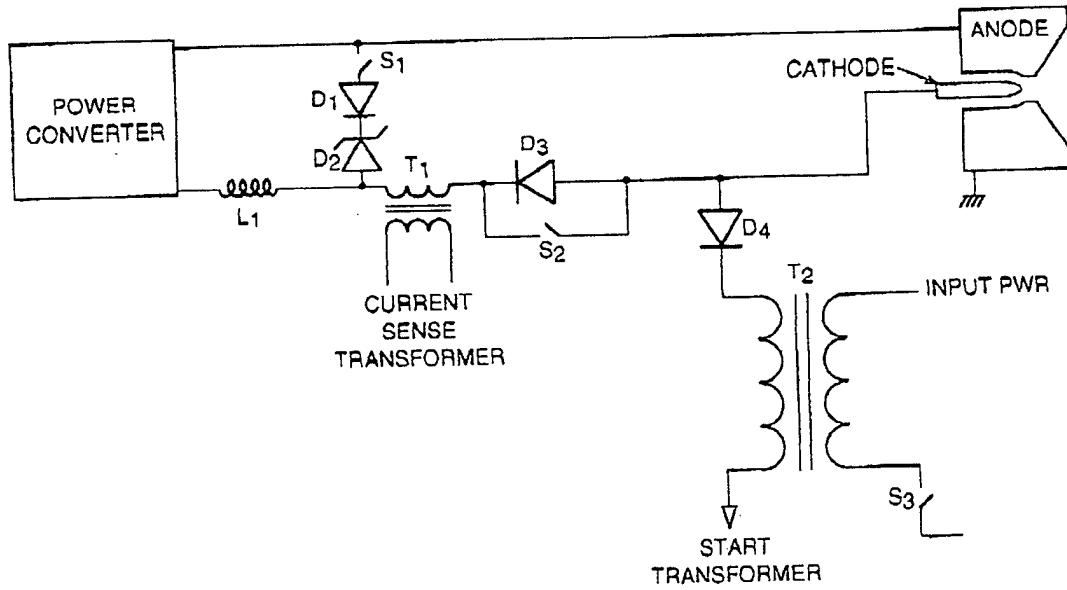 ANODE
S1
CATHODE
POWER
CONVERTER
D1
D2
T1
D3
L1
S2
D4
T2
INPUT PWR
CURRENT
SENSE
TRANSFORMER
S3
START
TRANSFORMER